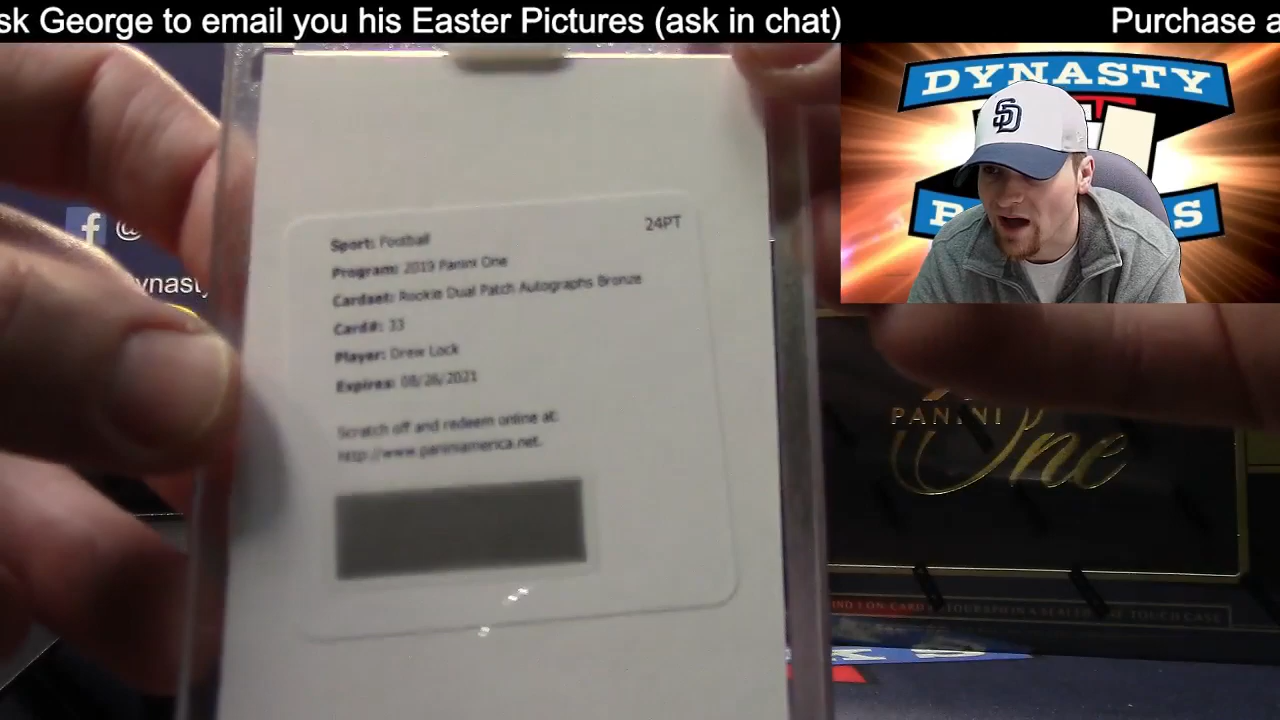 sk George to email you his Easter Pictures (ask in chat)
Purchase a
DYNASTY
SD
f @
ynasty
24PT
Sport: Football
Program: 2019 Panini One
Cardset: Rookie Dual Patch Autographs Bronze
Card#: 33
Player: Drew Lock
Expires: 08/26/2021
Scratch off and redeem online at:
http://www.paniniamerica.net.
PANINI
One